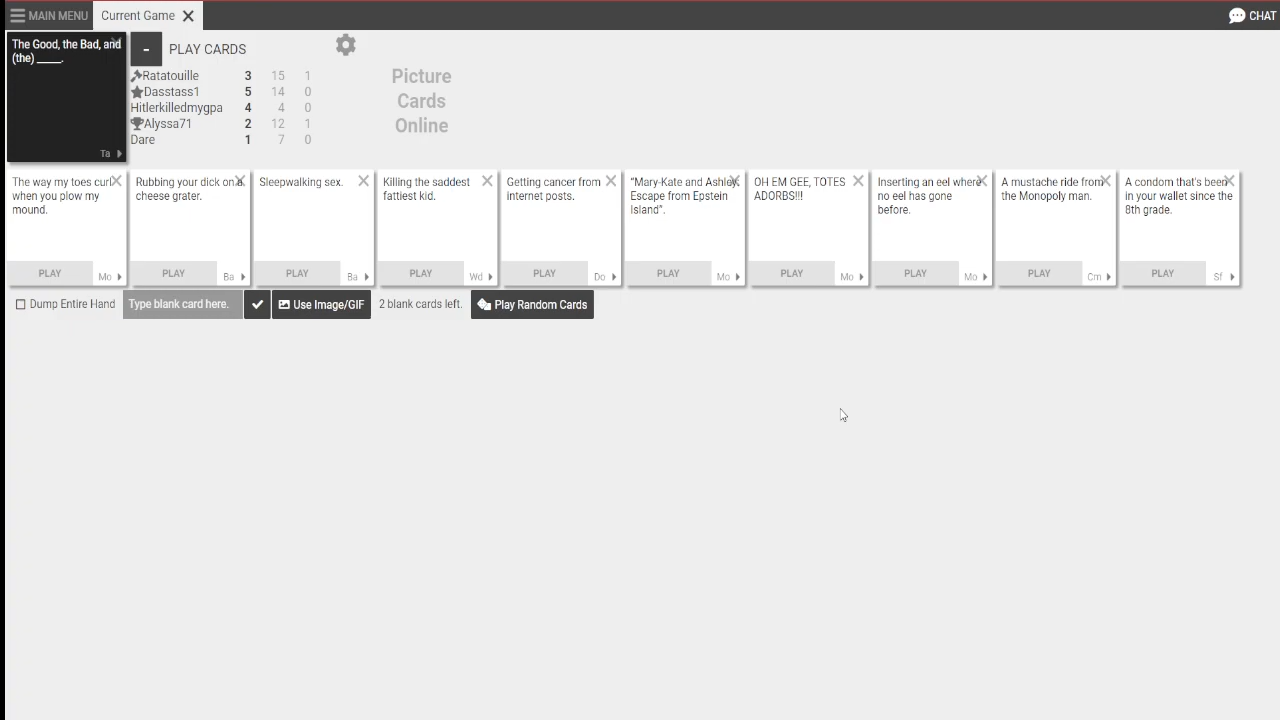 MAIN MENU
Current Game
CHAT
The Good, the Bad, and
(the) _____.
Ta
-
PLAY CARDS
Ratatouille 3 15 1
Dasstass1 5 14 0
Hitlerkilledmygpa 4 4 0
Alyssa71 2 12 1
Dare 1 7 0
Picture
Cards
Online
The way my toes curl
when you plow my
mound.
PLAY
Mo
Rubbing your dick on a
cheese grater.
PLAY
Ba
Sleepwalking sex.
PLAY
Ba
Killing the saddest
fattiest kid.
PLAY
Wd
Getting cancer from
internet posts.
PLAY
Do
“Mary-Kate and Ashley:
Escape from Epstein
Island”.
PLAY
Mo
OH EM GEE, TOTES
ADORBS!!!
PLAY
Mo
Inserting an eel where
no eel has gone
before.
PLAY
Mo
A mustache ride from
the Monopoly man.
PLAY
Cm
A condom that's been
in your wallet since the
8th grade.
PLAY
Sf
Dump Entire Hand
Type blank card here.
Use Image/GIF
2 blank cards left.
Play Random Cards